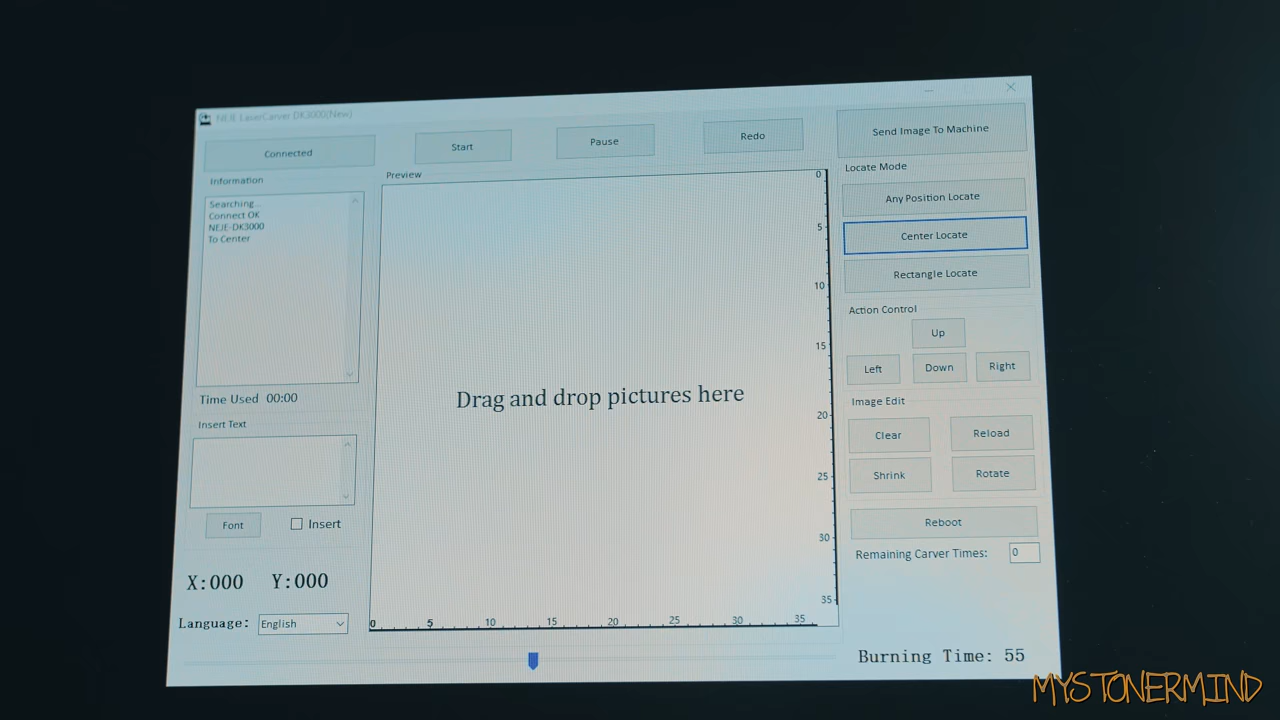 NEJE LaserCarver DK3000(New)
Connected
Start
Pause
Redo
Send Image To Machine
Information
Searching...
Connect OK
NEJE-DK3000
To Center
Time Used 00:00
Insert Text
Font
Insert
X:000 Y:000
Language: English
Preview
Drag and drop pictures here
0
5
10
15
20
25
30
35
0 5 10 15 20 25 30 35
Locate Mode
Any Position Locate
Center Locate
Rectangle Locate
Action Control
Up
Left Down Right
Image Edit
Clear Reload
Shrink Rotate
Reboot
Remaining Carver Times: 0
Burning Time: 55
MYSTONERMIND